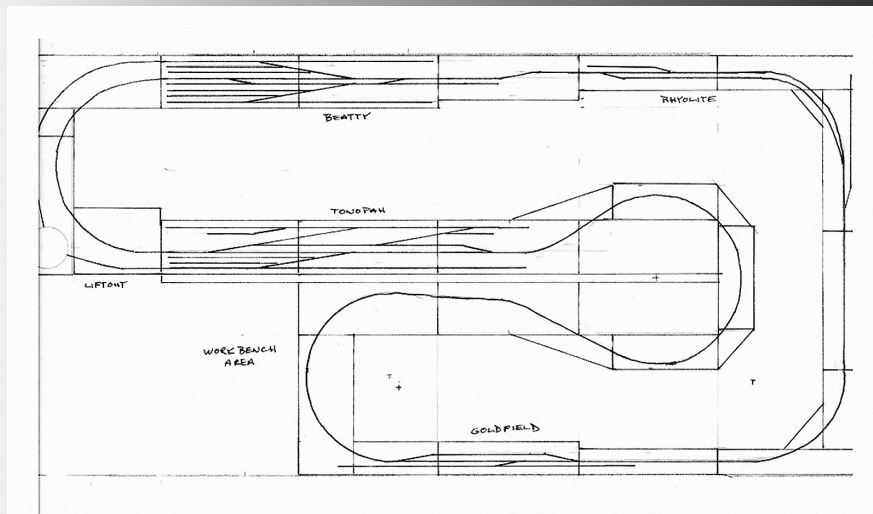 BEATTY
RHYOLITE
TONOPAH
LIFTOUT
WORK BENCH
AREA
T
T
GOLDFIELD